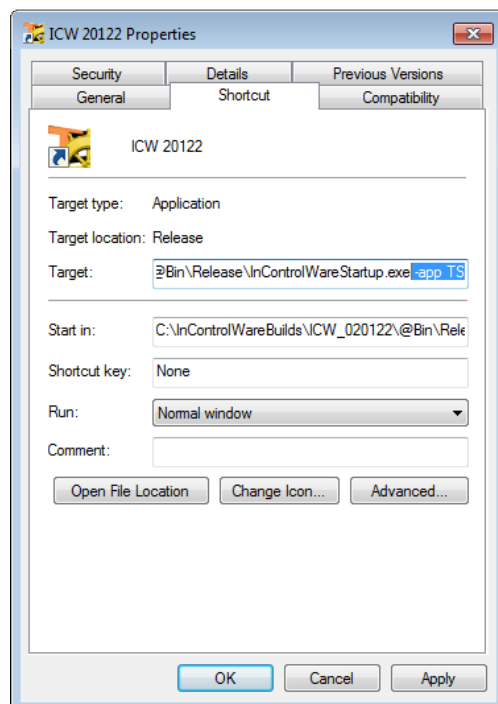 ICW 20122 Properties
Security Details Previous Versions
General Shortcut Compatibility
ICW 20122
Target type: Application
Target location: Release
Target: @Bin\Release\InControlWareStartup.exe -app TS
Start in: C:\InControlWareBuilds\ICW_020122\@Bin\Rele
Shortcut key: None
Run: Normal window
Comment:
Open File Location Change Icon... Advanced...
OK Cancel Apply